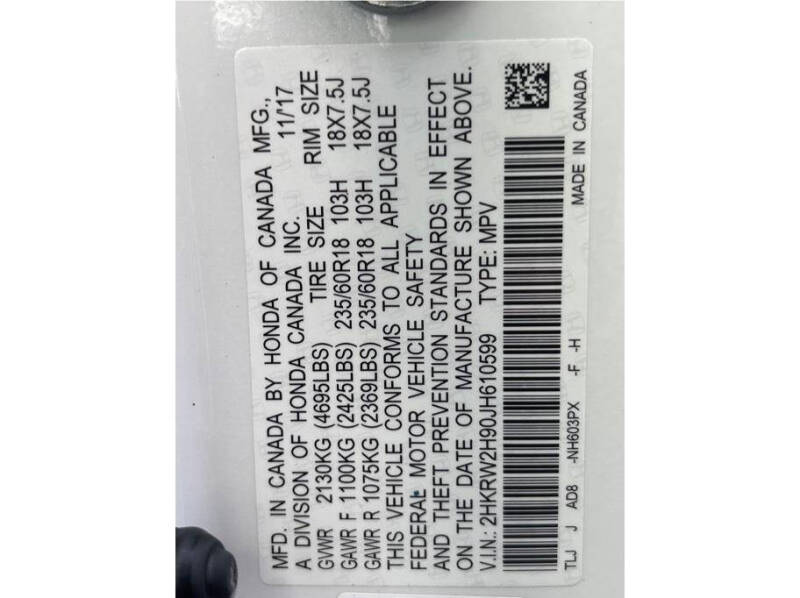 MFD. IN CANADA BY HONDA OF CANADA MFG.,
A DIVISION OF HONDA CANADA INC. 11/17
GVWR 2130KG (4695LBS) TIRE SIZE RIM SIZE
GAWR F 1100KG (2425LBS) 235/60R18 103H 18X7.5J
GAWR R 1075KG (2369LBS) 235/60R18 103H 18X7.5J
THIS VEHICLE CONFORMS TO ALL APPLICABLE
FEDERAL MOTOR VEHICLE SAFETY
AND THEFT PREVENTION STANDARDS IN EFFECT
ON THE DATE OF MANUFACTURE SHOWN ABOVE.
V.I.N.: 2HKRW2H90JH610599 TYPE: MPV
TLJ J AD8 -NH603PX -F -H MADE IN CANADA